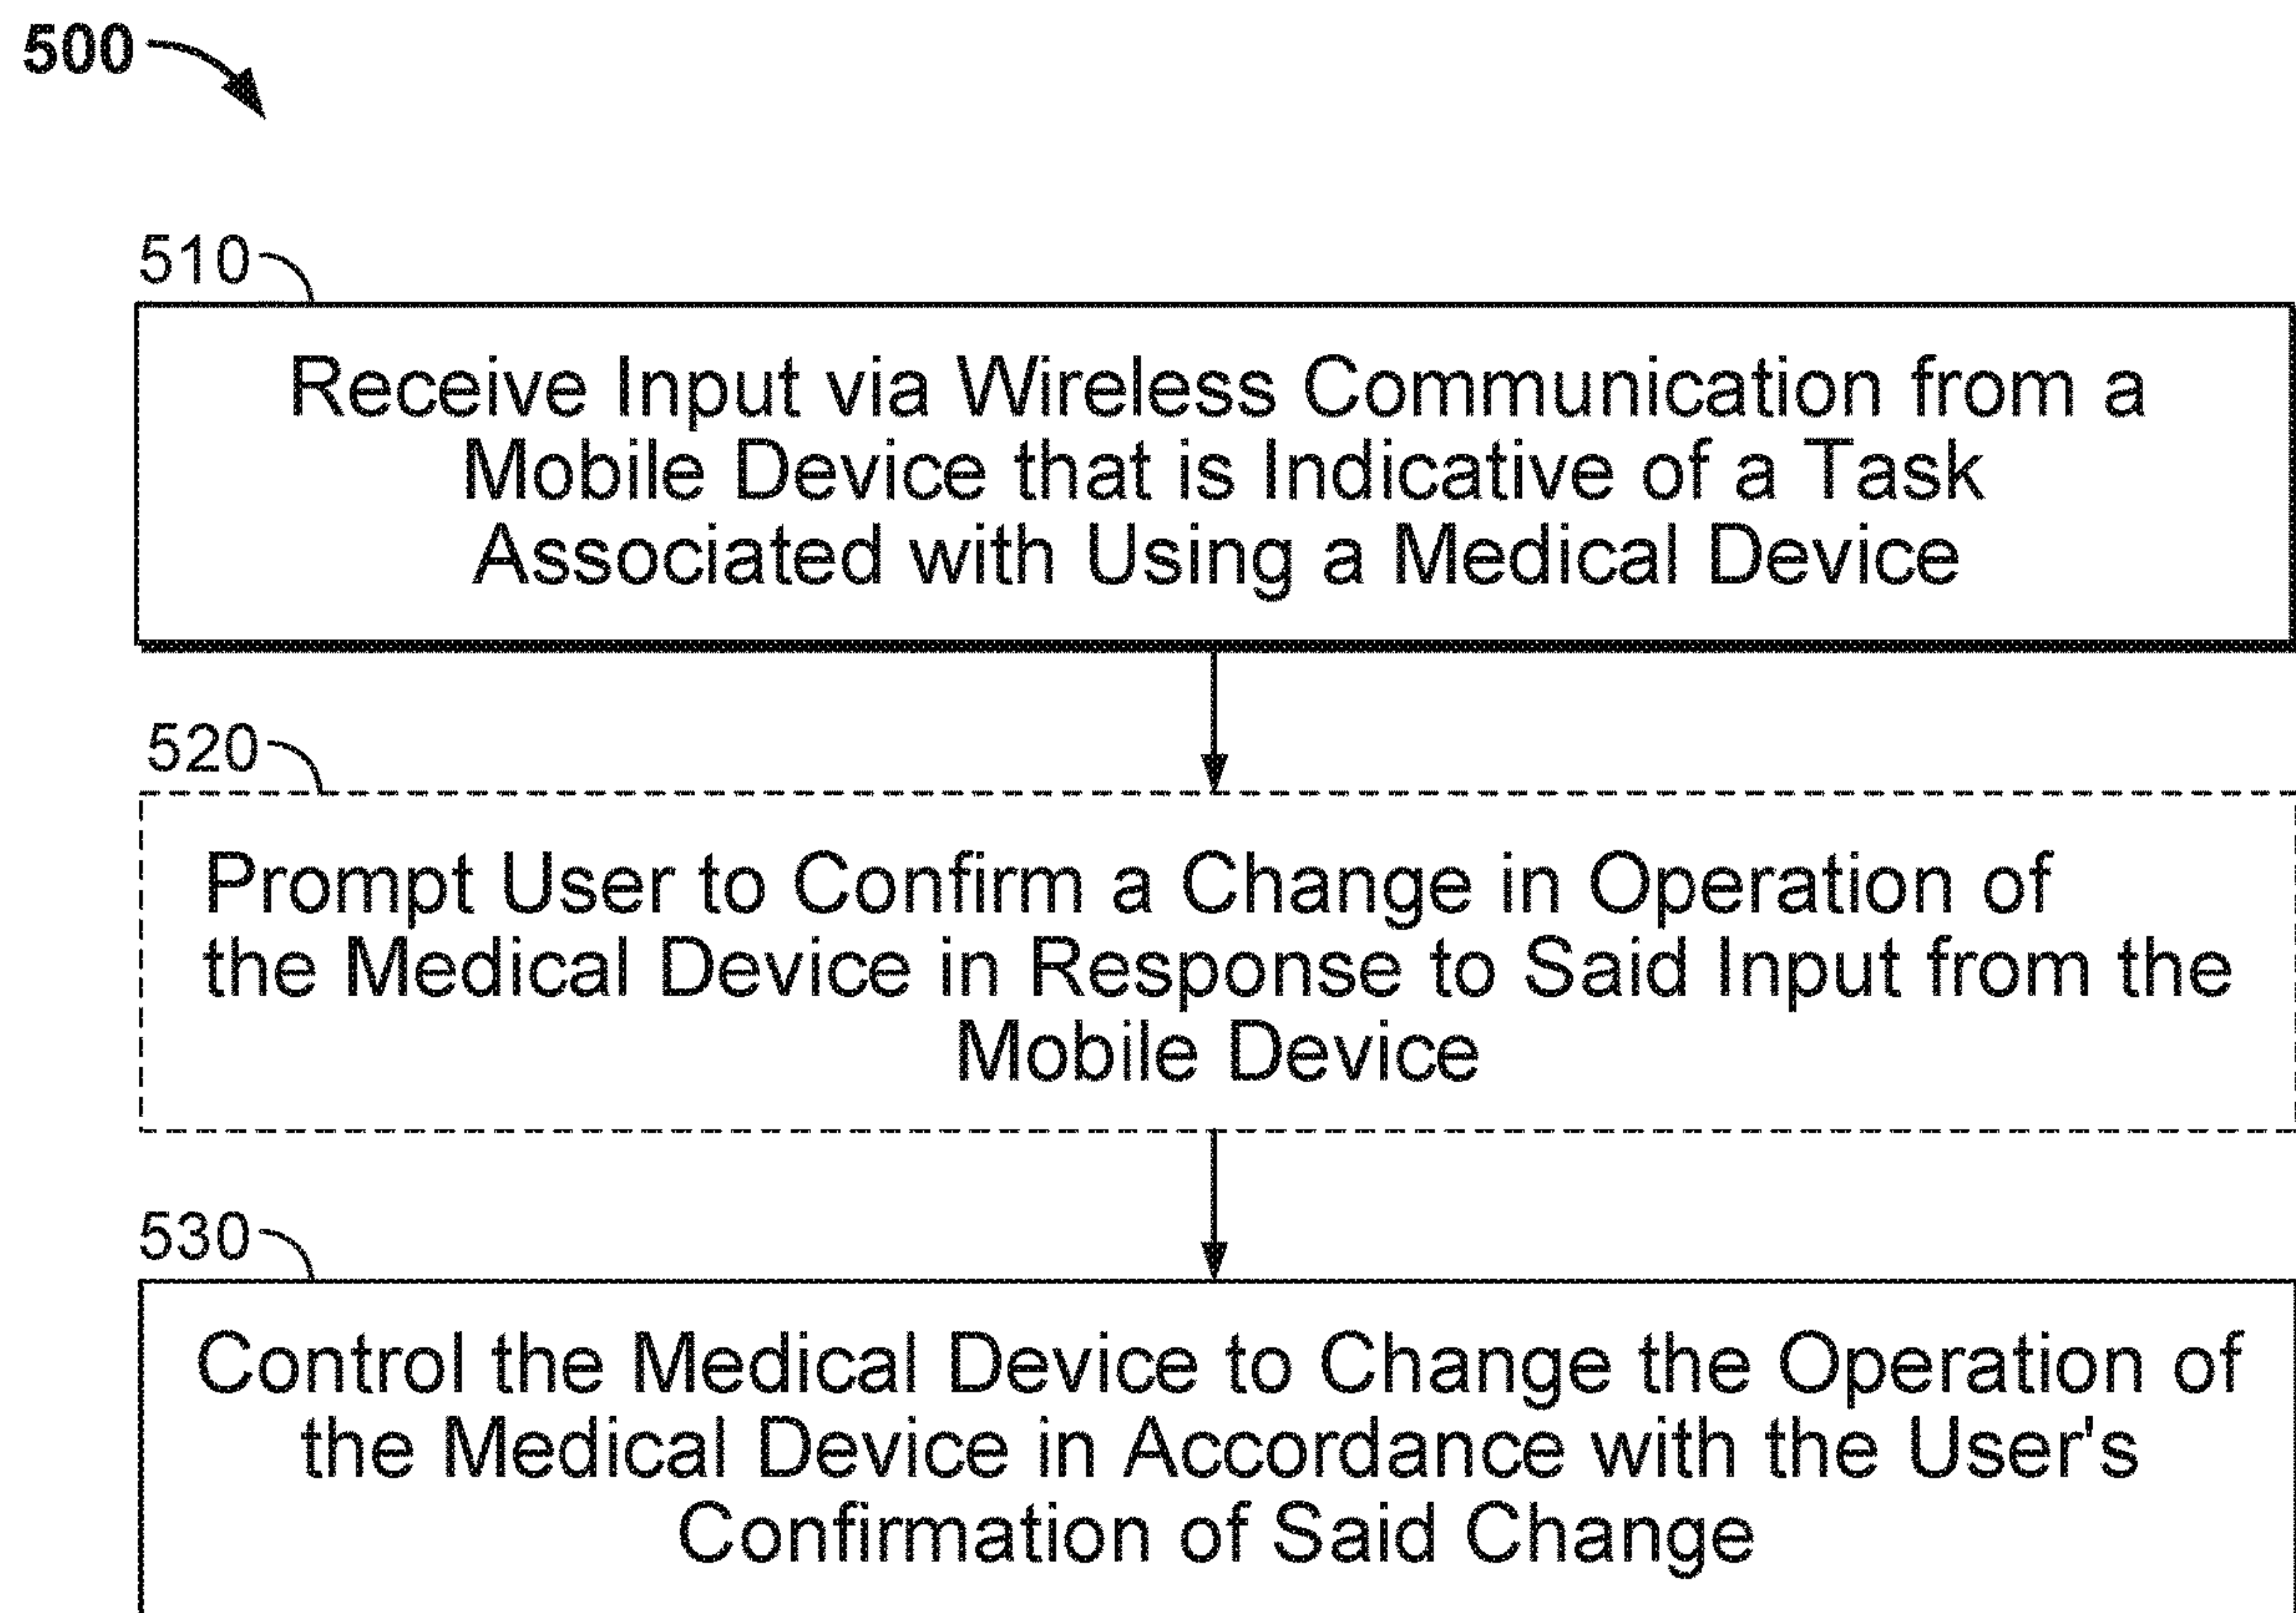 500
510
Receive Input via Wireless Communication from a
Mobile Device that is Indicative of a Task
Associated with Using a Medical Device
520
Prompt User to Confirm a Change in Operation of
the Medical Device in Response to Said Input from the
Mobile Device
530
Control the Medical Device to Change the Operation of
the Medical Device in Accordance with the User's
Confirmation of Said Change